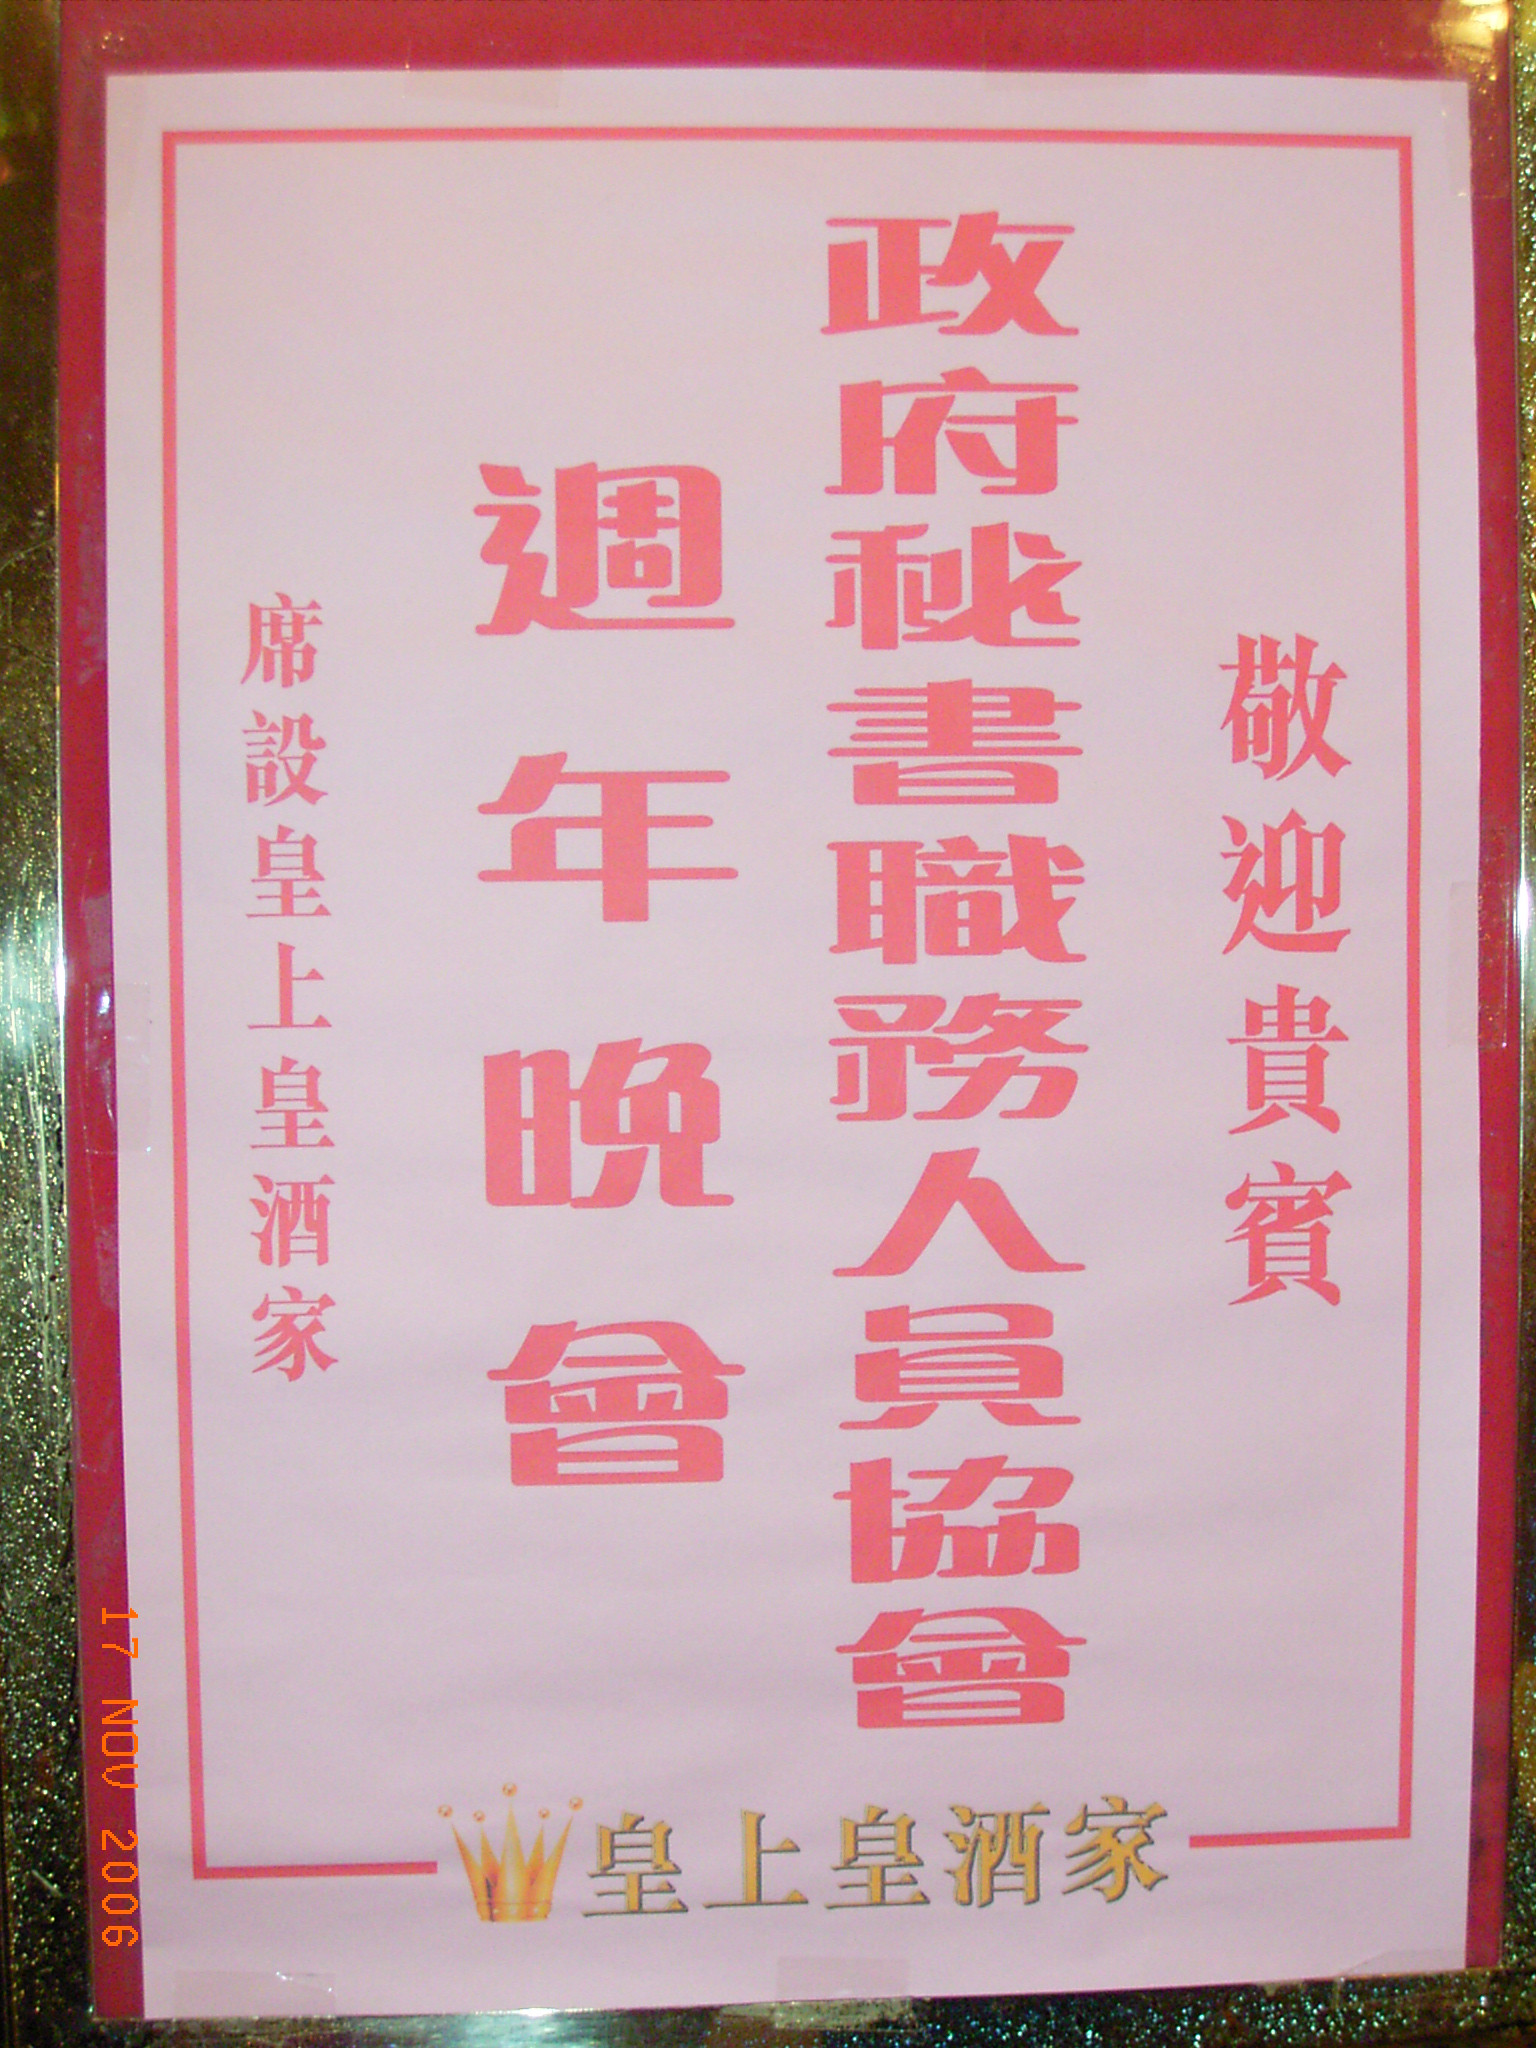 敬迎貴賓
政府秘書職務人員協會
週年晚會
席設皇上皇酒家
皇上皇酒家
17 NOV 2006